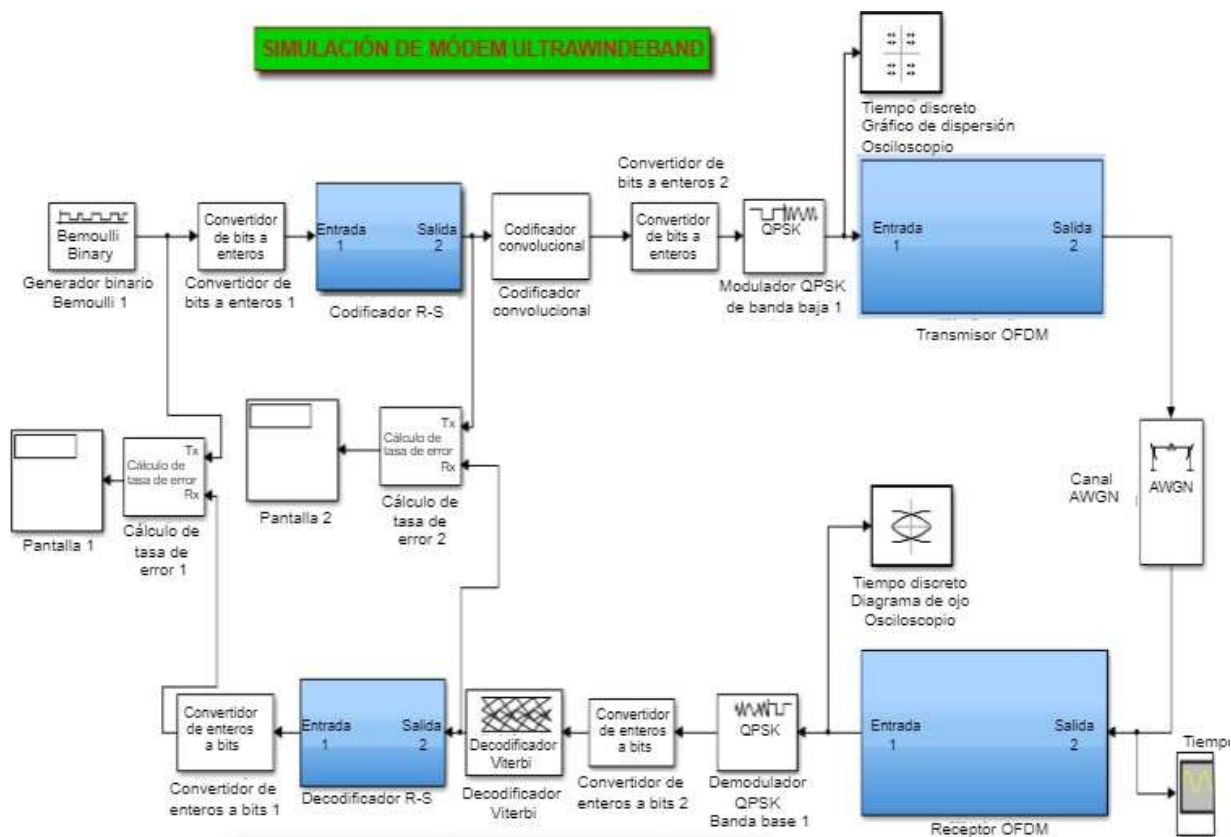 SIMULACIÓN DE MÓDEM ULTRAWINDEBAND
Tiempo discreto
Gráfico de dispersión
Osciloscopio
Bemoulli
Binary
Generador binario
Bemoulli 1
Convertidor
de bits a
enteros
Convertidor de
bits a enteros 1
Entrada
1
Salida
2
Codificador R-S
Codificador
convolucional
Codificador
convolucional
Convertidor de
bits a enteros 2
Convertidor
de bits a
enteros
QPSK
Modulador QPSK
de banda baja 1
Entrada
1
Salida
2
Transmisor OFDM
Pantalla 1
Tx
Cálculo de
tasa de error
Rx
Cálculo de
tasa de
error 1
Pantalla 2
Tx
Cálculo de
tasa de error
Rx
Cálculo de
tasa de
error 2
Canal
AWGN
AWGN
Tiempo discreto
Diagrama de ojo
Osciloscopio
Convertidor
de enteros
a bits
Convertidor de
enteros a bits 1
Entrada
1
Salida
2
Decodificador R-S
Decodificador
Viterbi
Decodificador
Viterbi
Convertidor
de enteros
a bits
Convertidor de
enteros a bits 2
QPSK
Demodulador
QPSK
Banda base 1
Entrada
1
Salida
2
Receptor OFDM
Tiempo